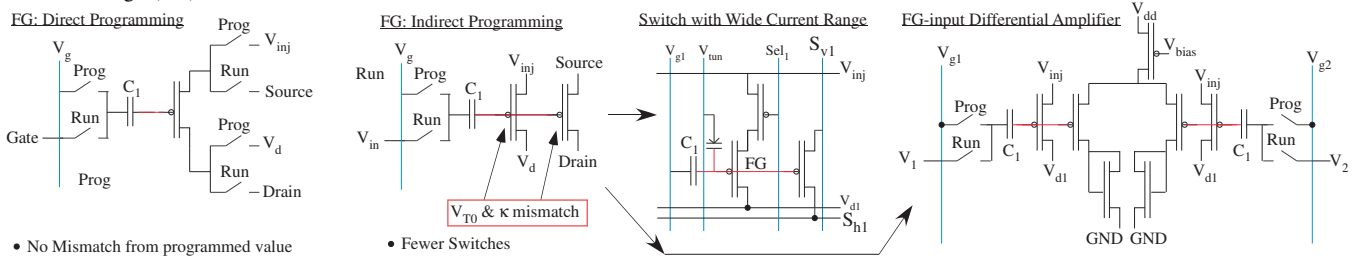 FG: Direct Programming
Prog
V_inj
V_g
Run
Prog
Source
C_1
Run
Prog
Gate
V_d
Run
Prog
Drain
• No Mismatch from programmed value
FG: Indirect Programming
V_g
Run
Prog
V_inj
Source
C_1
Run
V_in
V_d
Drain
V_T0 & κ mismatch
• Fewer Switches
Switch with Wide Current Range
V_g1
V_tun
Sel_1
S_v1
V_inj
C_1
FG
V_d1
S_h1
FG-input Differential Amplifier
V_dd
V_bias
V_g1
V_inj
V_inj
V_g2
Prog
Prog
Run
C_1
C_1
Run
V_1
V_d1
V_d1
V_2
GND
GND